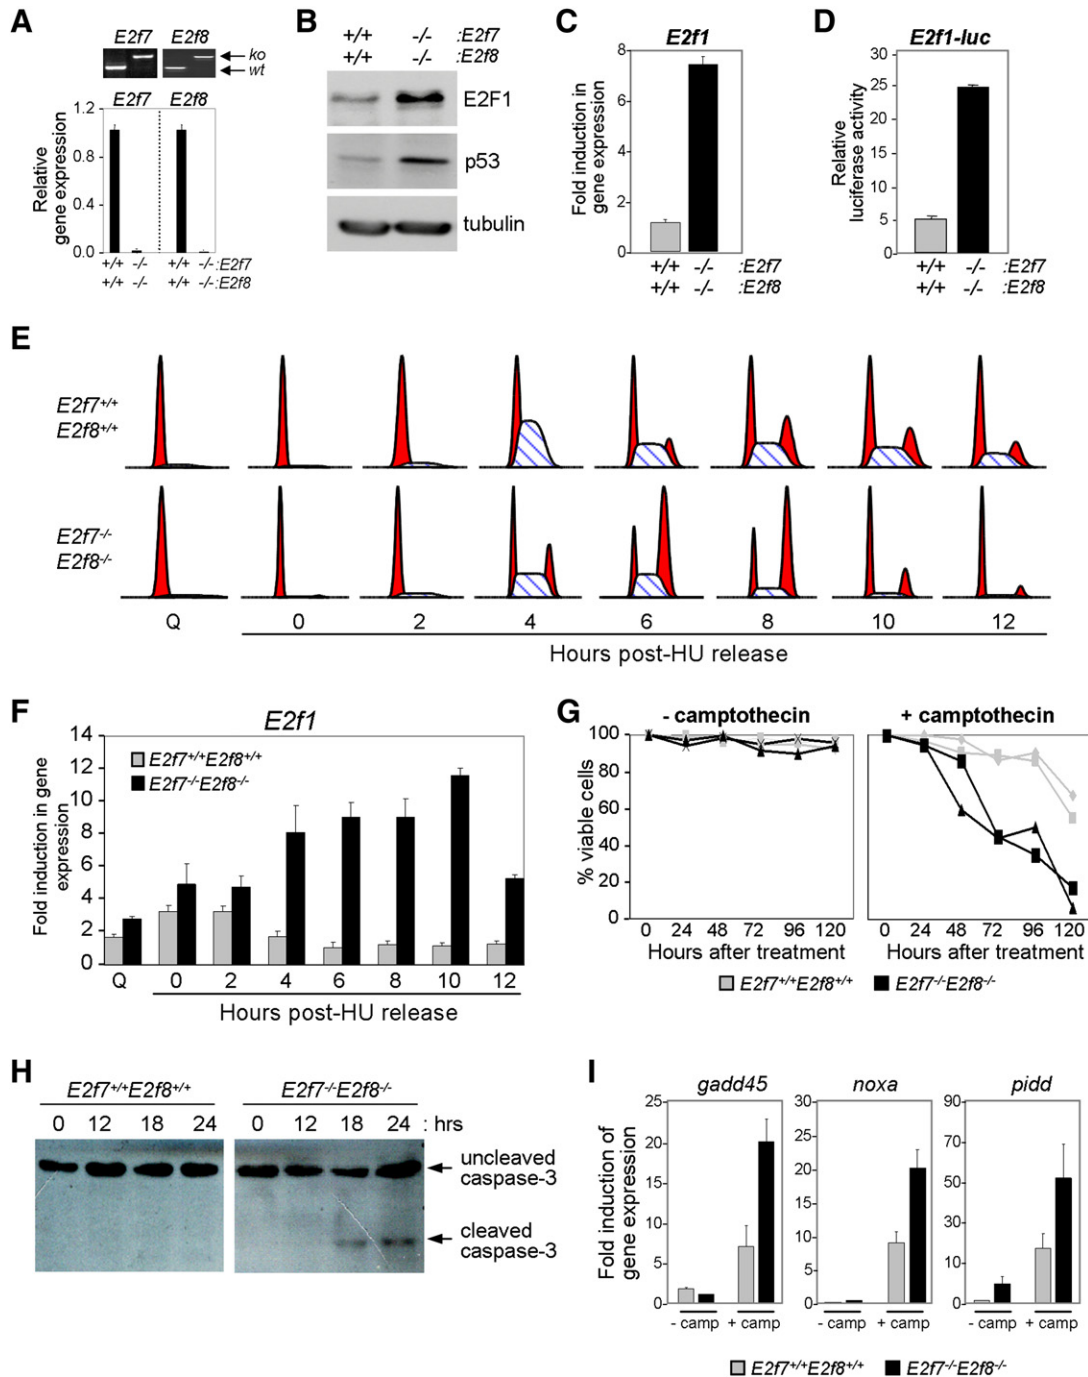 A
E2f7 E2f8
ko
wt
E2f7 E2f8
Relative
gene expression
1.2
0.8
0.4
0.0
+/+ -/- +/+ -/- :E2f7
+/+ -/- +/+ -/- :E2f8
B
+/+ -/- :E2f7
+/+ -/- :E2f8
E2F1
p53
tubulin
C
E2f1
Fold induction in
gene expression
8
6
4
2
0
+/+ -/- :E2f7
+/+ -/- :E2f8
D
E2f1-luc
Relative
luciferase activity
30
25
20
15
10
5
0
+/+ -/- :E2f7
+/+ -/- :E2f8
E
E2f7+/+
E2f8+/+
E2f7-/-
E2f8-/-
Q 0 2 4 6 8 10 12
Hours post-HU release
F
E2f1
Fold induction in gene
expression
14
12
10
8
6
4
2
0
E2f7+/+E2f8+/+
E2f7-/-E2f8-/-
Q 0 2 4 6 8 10 12
Hours post-HU release
G
- camptothecin + camptothecin
% viable cells
100
80
60
40
20
0
0 24 48 72 96 120 0 24 48 72 96 120
Hours after treatment Hours after treatment
E2f7+/+E2f8+/+ E2f7-/-E2f8-/-
H
E2f7+/+E2f8+/+ E2f7-/-E2f8-/-
0 12 18 24 0 12 18 24 : hrs
uncleaved
caspase-3
cleaved
caspase-3
I
gadd45 noxa pidd
Fold induction of
gene expression
25
20
15
10
5
0
30
25
20
15
10
5
0
90
70
50
30
10
0
- camp + camp - camp + camp - camp + camp
E2f7+/+E2f8+/+ E2f7-/-E2f8-/-